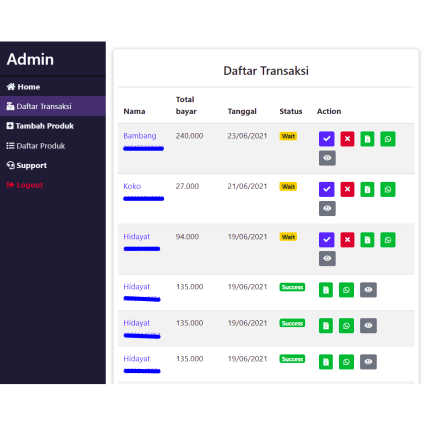 Admin
Home
Daftar Transaksi
Tambah Produk
Daftar Produk
Support
Logout
Daftar Transaksi
Nama Total bayar Tanggal Status Action
Bambang 240.000 23/06/2021 Wait
Koko 27.000 21/06/2021 Wait
Hidayat 94.000 19/06/2021 Wait
Hidayat 135.000 19/06/2021 Success
Hidayat 135.000 19/06/2021 Success
Hidayat 135.000 19/06/2021 Success